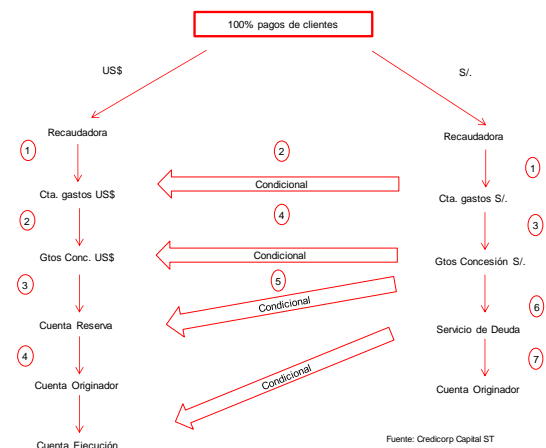 100% pagos de clientes
US$
S/.
Recaudadora
Recaudadora
1
2
1
Condicional
Cta. gastos US$
Cta. gastos S/.
2
4
3
Gtos Conc. US$
Condicional
Gtos Concesión S/.
3
5
Condicional
6
Cuenta Reserva
Servicio de Deuda
4
7
Condicional
Cuenta Originador
Cuenta Originador
Cuenta Ejecución
Fuente: Credicorp Capital ST